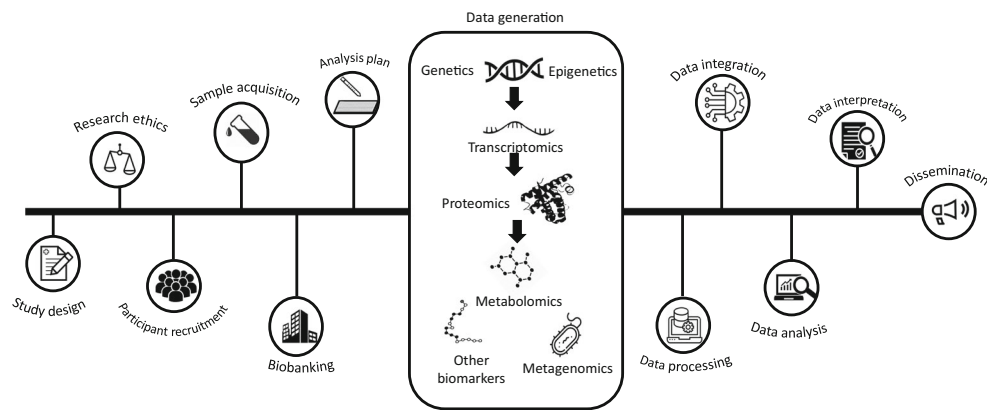 Data generation
Study design
Research ethics
Participant recruitment
Sample acquisition
Biobanking
Analysis plan
Genetics
Epigenetics
Transcriptomics
Proteomics
Metabolomics
Other
biomarkers
Metagenomics
Data processing
Data integration
Data analysis
Data interpretation
Dissemination